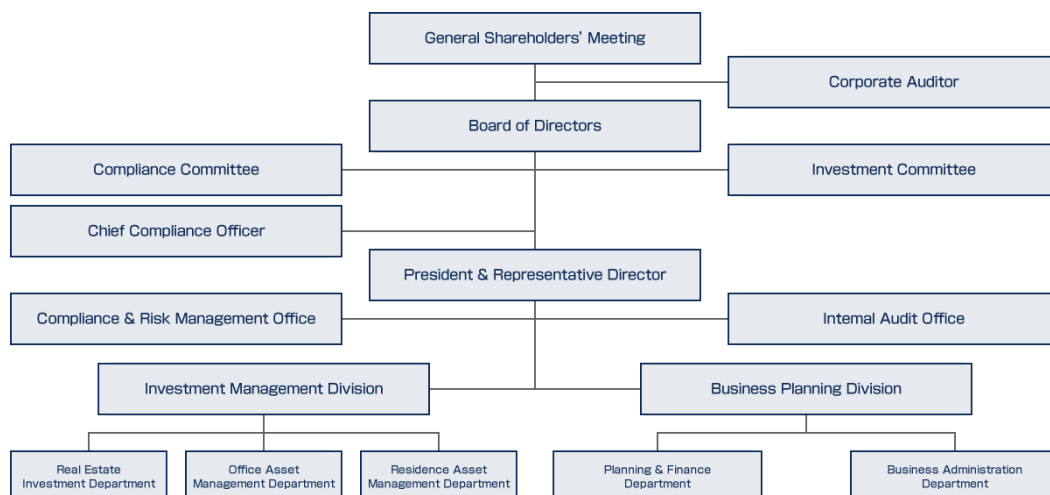 General Shareholders' Meeting
Corporate Auditor
Board of Directors
Compliance Committee
Investment Committee
Chief Compliance Officer
President & Representative Director
Compliance & Risk Management Office
Internal Audit Office
Investment Management Division
Business Planning Division
Real Estate
Investment Department
Office Asset
Management Department
Residence Asset
Management Department
Planning & Finance
Department
Business Administration
Department